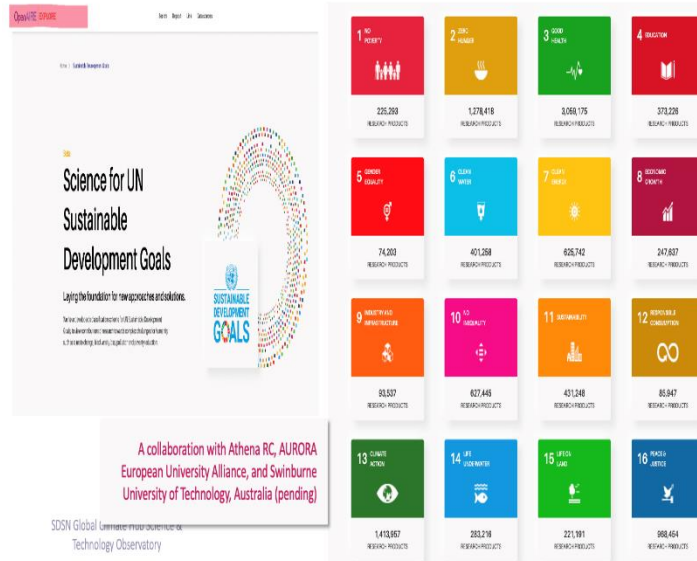 OpenAIRE EXPLORE
Search Deposit Link Data sources
Home Sustainable Development Goals
Science for UN
Sustainable
Development Goals
Laying the foundation for new approaches and solutions.
SUSTAINABLE
DEVELOPMENT
GOALS
A collaboration with Athena RC, AURORA
European University Alliance, and Swinburne
University of Technology, Australia (pending)
SDSN Global Climate Hub Science &
Technology Observatory
1 NO
POVERTY
225,293
RESEARCH PRODUCTS
2 ZERO
HUNGER
1,278,418
RESEARCH PRODUCTS
3 GOOD
HEALTH
RESEARCH PRODUCTS
4 EDUCATION
373,226
RESEARCH PRODUCTS
5 GENDER
EQUALITY
74,203
RESEARCH PRODUCTS
6 CLEAN
WATER
401,258
RESEARCH PRODUCTS
7 CLEAN
ENERGY
625,742
RESEARCH PRODUCTS
8 ECONOMIC
GROWTH
247,637
RESEARCH PRODUCTS
9 INDUSTRY AND
INFRASTRUCTURE
93,537
RESEARCH PRODUCTS
10 NO
INEQUALITY
627,445
RESEARCH PRODUCTS
11 SUSTAINABILITY
431,248
RESEARCH PRODUCTS
12 RESPONSIBLE
CONSUMPTION
85,947
RESEARCH PRODUCTS
13 CLIMATE
ACTION
1,413,957
RESEARCH PRODUCTS
14 LIFE
UNDERWATER
283,216
RESEARCH PRODUCTS
15 LIFE ON
LAND
221,191
RESEARCH PRODUCTS
16 PEACE &
JUSTICE
RESEARCH PRODUCTS